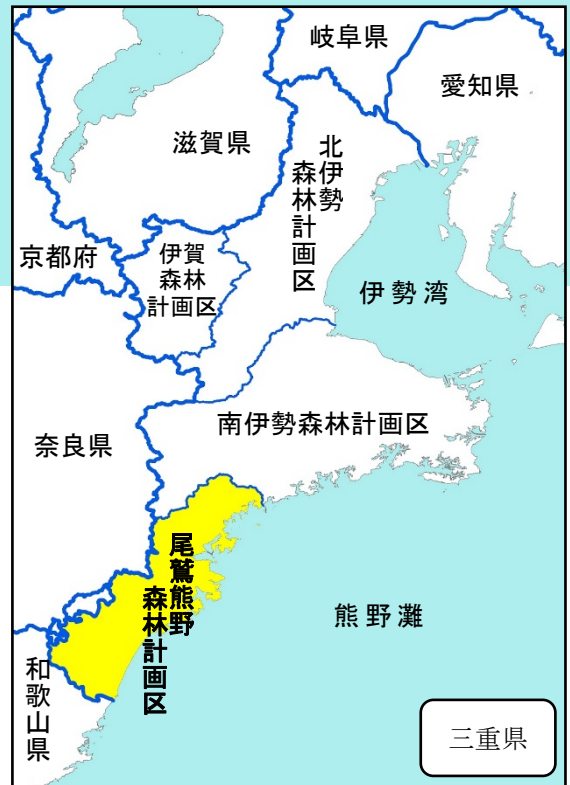 岐阜県
愛知県
滋賀県
北伊勢
森林計画区
京都府
伊賀
森林
計画区
伊勢湾
奈良県
南伊勢森林計画区
尾鷲熊野
森林計画区
熊野灘
和歌山県
三重県